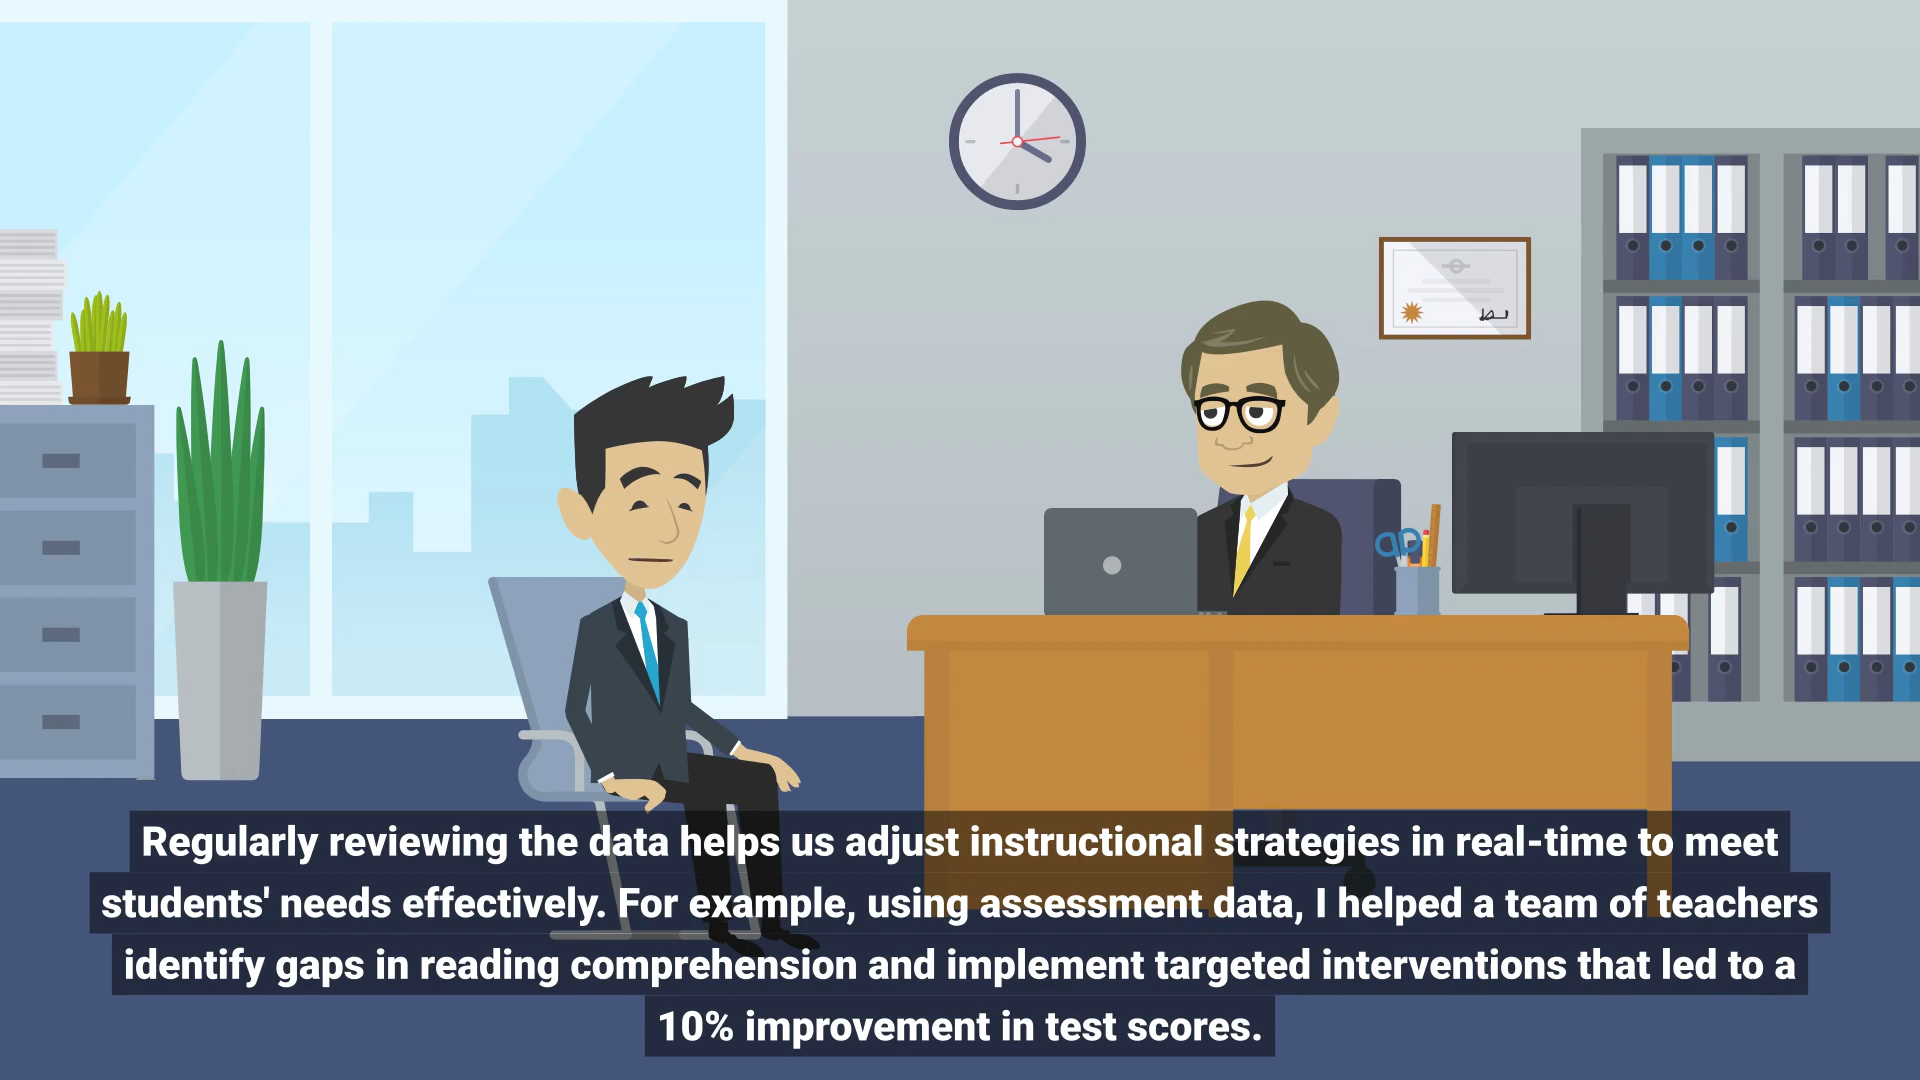 Regularly reviewing the data helps us adjust instructional strategies in real-time to meet
students' needs effectively. For example, using assessment data, I helped a team of teachers
identify gaps in reading comprehension and implement targeted interventions that led to a
10% improvement in test scores.